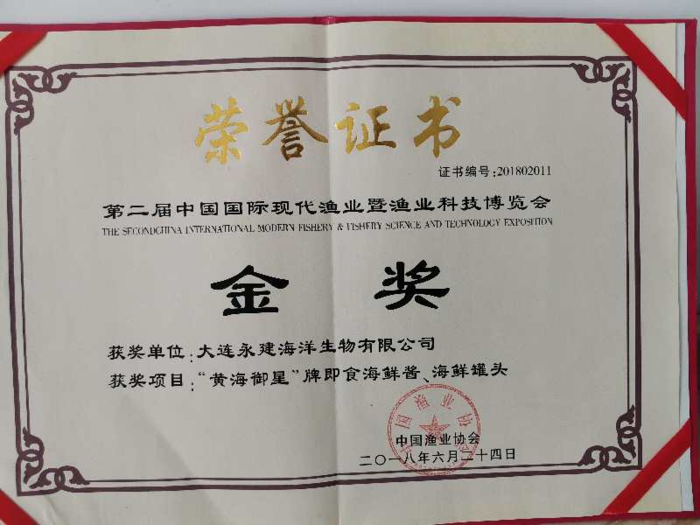 荣誉证书
证书编号:201802011
第二届中国国际现代渔业暨渔业科技博览会
THE SECONDCHINA INTERNATIONAL MODERN FISHERY & FISHERY SCIENCE AND TECHNOLOGY EXPOSITION
金奖
获奖单位:大连永建海洋生物有限公司
获奖项目:“黄海御星”牌即食海鲜酱、海鲜罐头
中国渔业协会
二〇一八年六月二十四日